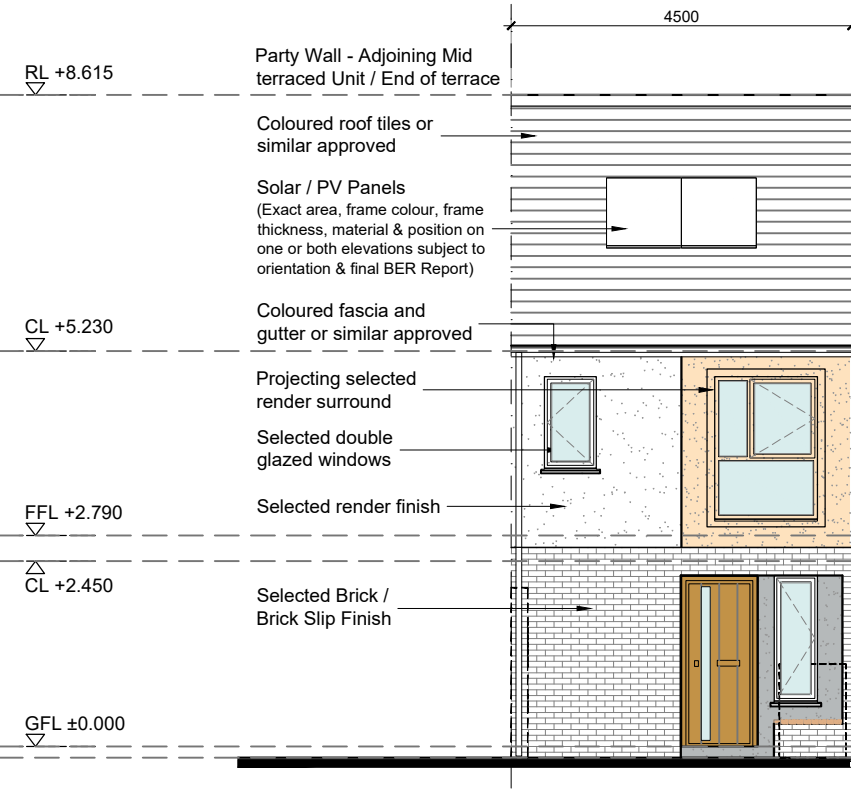 4500
RL +8.615
Party Wall - Adjoining Mid
terraced Unit / End of terrace
Coloured roof tiles or
similar approved
Solar / PV Panels
(Exact area, frame colour, frame
thickness, material & position on
one or both elevations subject to
orientation & final BER Report)
Coloured fascia and
gutter or similar approved
CL +5.230
Projecting selected
render surround
Selected double
glazed windows
Selected render finish
FFL +2.790
CL +2.450
Selected Brick /
Brick Slip Finish
GFL ±0.000